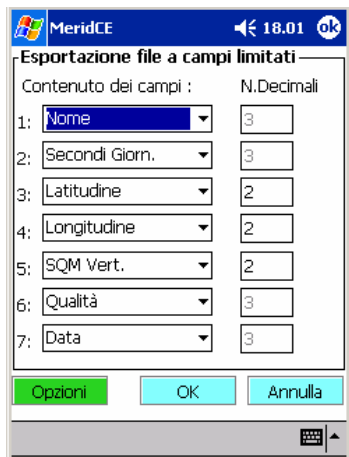 MeridCE 18.01 ok
Esportazione file a campi limitati
Contenuto dei campi : N.Decimali
1: Nome 3
2: Secondi Giorn. 3
3: Latitudine 2
4: Longitudine 2
5: SQM Vert. 2
6: Qualità 3
7: Data 3
Opzioni OK Annulla